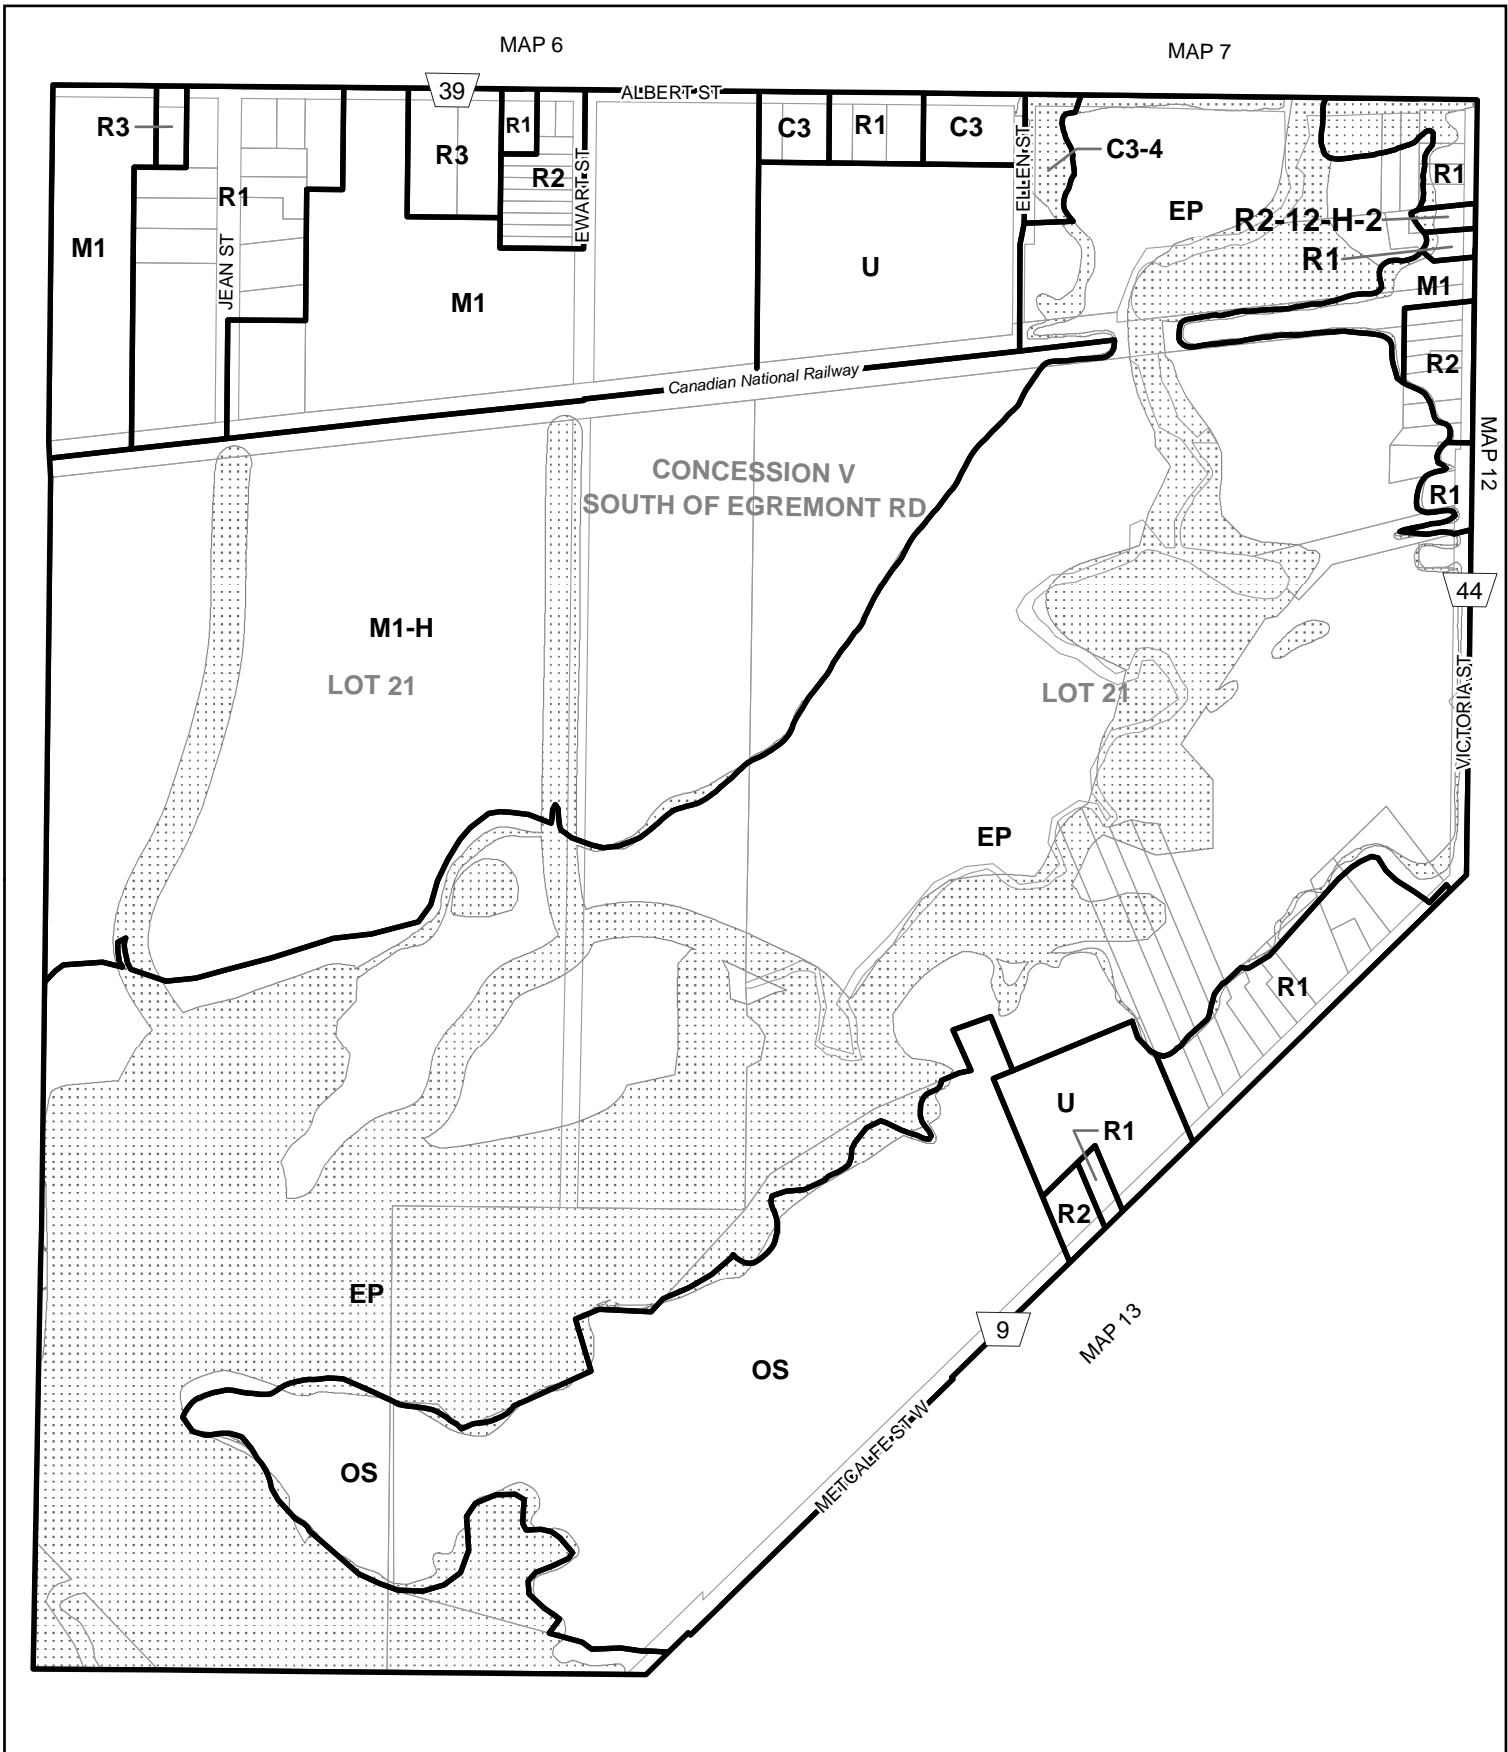 MAP 6
MAP 7
39
ALBERT ST
R3
R1
R3
R1
R2
EWART ST
C3
R1
C3
ELLEN ST
C3-4
EP
R1
R2-12-H-2
R1
M1
M1
JEAN ST
M1
U
R2
Canadian National Railway
MAP 12
CONCESSION V
SOUTH OF EGREMONT RD
R1
44
M1-H
LOT 21
LOT 21
VICTORIA ST
EP
R1
U
R1
R2
EP
9
MAP 13
OS
METCALFE ST W
OS